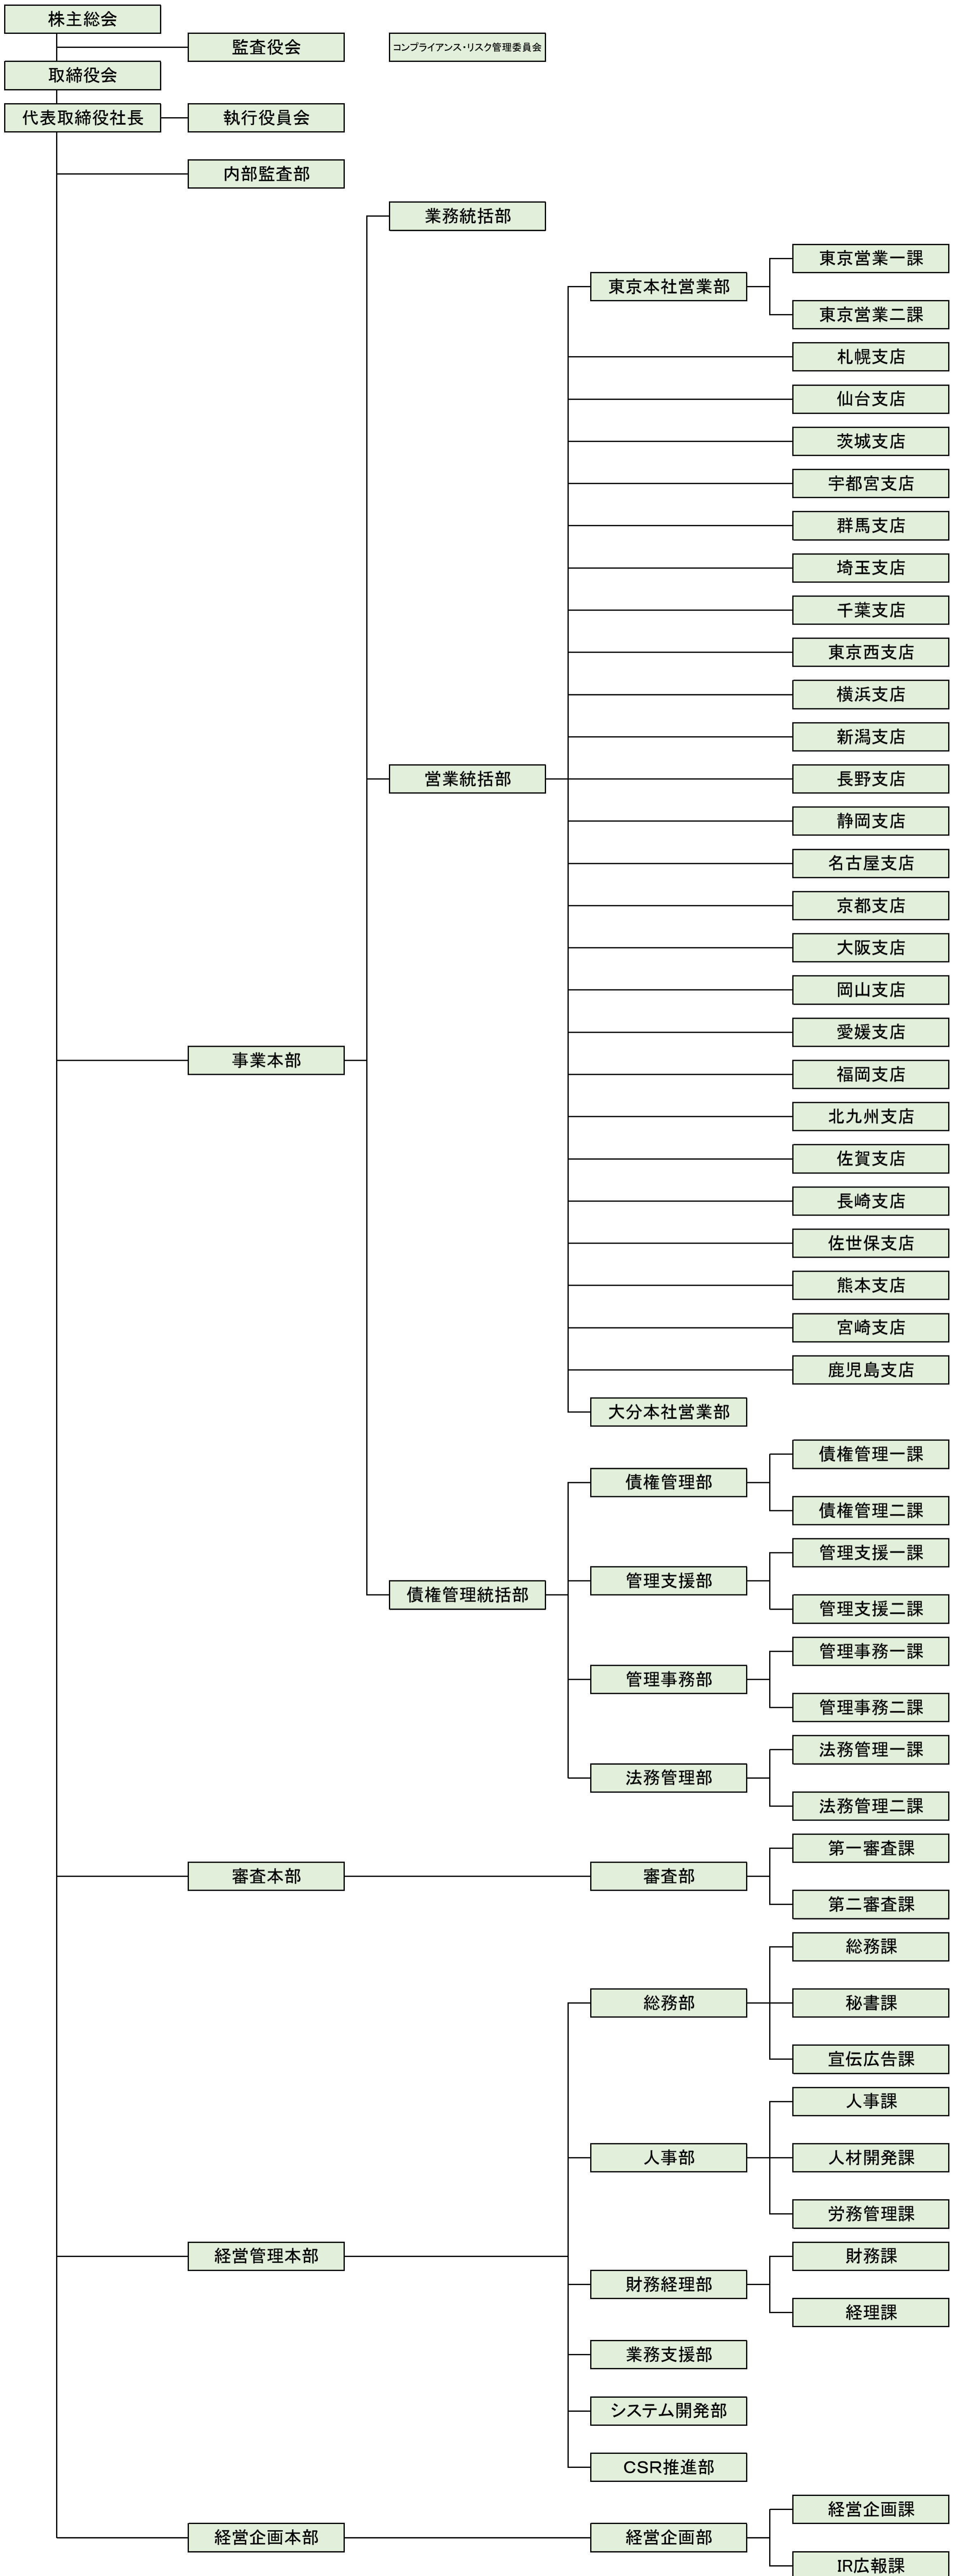 株主総会
監査役会
コンプライアンス・リスク管理委員会
取締役会
代表取締役社長
執行役員会
内部監査部
業務統括部
東京営業一課
東京本社営業部
東京営業二課
札幌支店
仙台支店
茨城支店
宇都宮支店
群馬支店
埼玉支店
千葉支店
東京西支店
横浜支店
新潟支店
営業統括部
長野支店
静岡支店
名古屋支店
京都支店
大阪支店
岡山支店
愛媛支店
事業本部
福岡支店
北九州支店
佐賀支店
長崎支店
佐世保支店
熊本支店
宮崎支店
鹿児島支店
大分本社営業部
債権管理一課
債権管理部
債権管理二課
管理支援一課
管理支援部
債権管理統括部
管理支援二課
管理事務一課
管理事務部
管理事務二課
法務管理一課
法務管理部
法務管理二課
第一審査課
審査本部
審査部
第二審査課
総務課
総務部
秘書課
宣伝広告課
人事課
人事部
人材開発課
労務管理課
経営管理本部
財務課
財務経理部
経理課
業務支援部
システム開発部
CSR推進部
経営企画課
経営企画本部
経営企画部
IR広報課